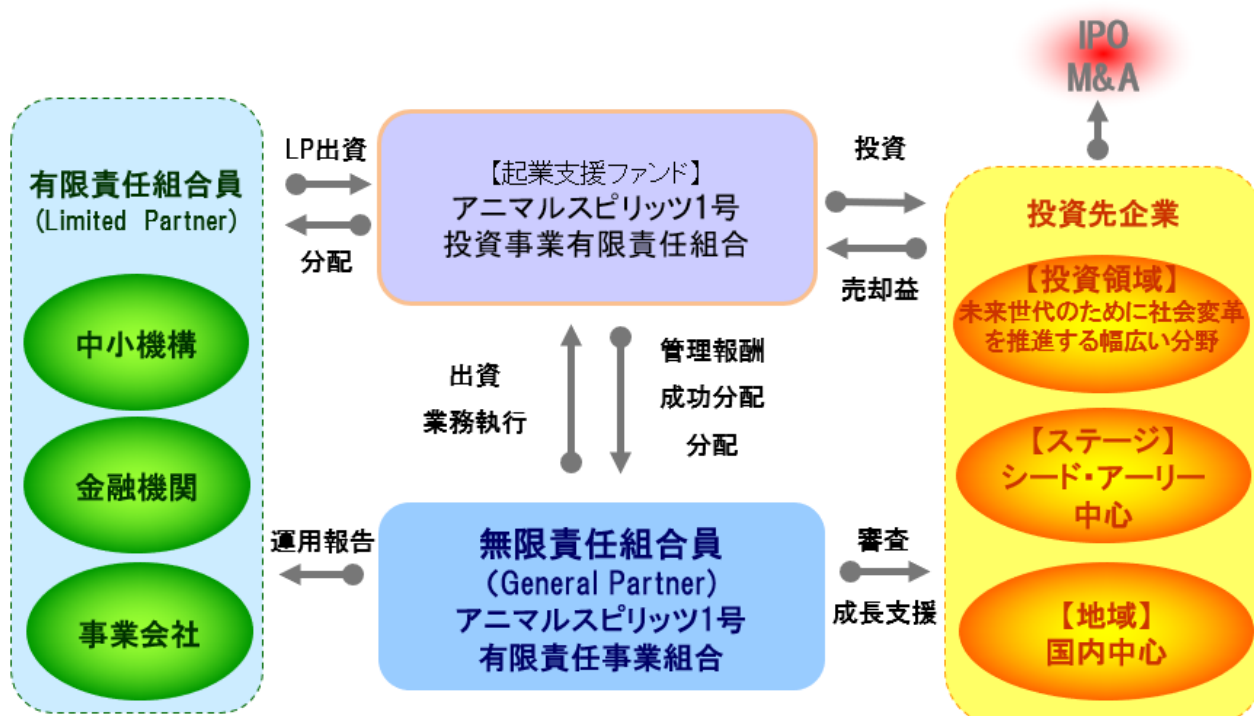 IPO
M&A
有限責任組合員
(Limited Partner)
中小機構
金融機関
事業会社
LP出資
分配
【起業支援ファンド】
アニマルスピリッツ1号
投資事業有限責任組合
投資
売却益
出資
業務執行
管理報酬
成功分配
分配
運用報告
無限責任組合員
(General Partner)
アニマルスピリッツ1号
有限責任事業組合
審査
成長支援
投資先企業
【投資領域】
未来世代のために社会変革
を推進する幅広い分野
【ステージ】
シード・アーリー
中心
【地域】
国内中心